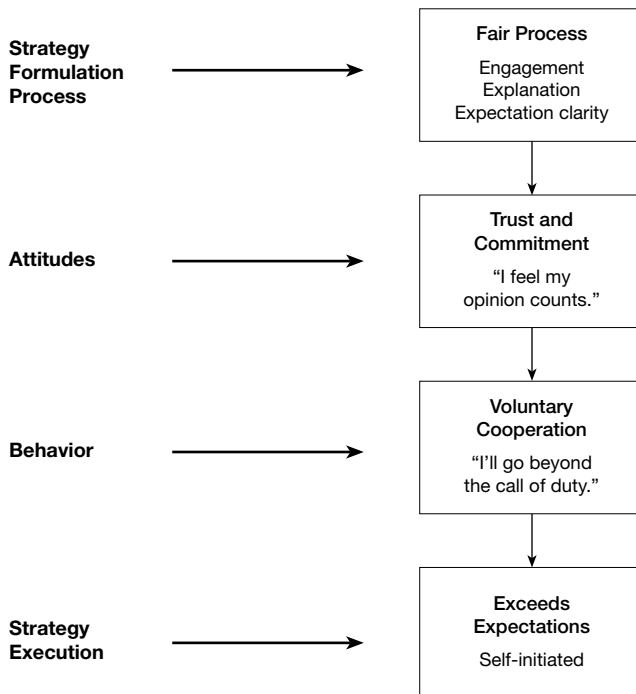 Strategy
Formulation
Process
Fair Process
Engagement
Explanation
Expectation clarity
Attitudes
Trust and
Commitment
“I feel my
opinion counts.”
Behavior
Voluntary
Cooperation
“I’ll go beyond
the call of duty.”
Strategy
Execution
Exceeds
Expectations
Self-initiated